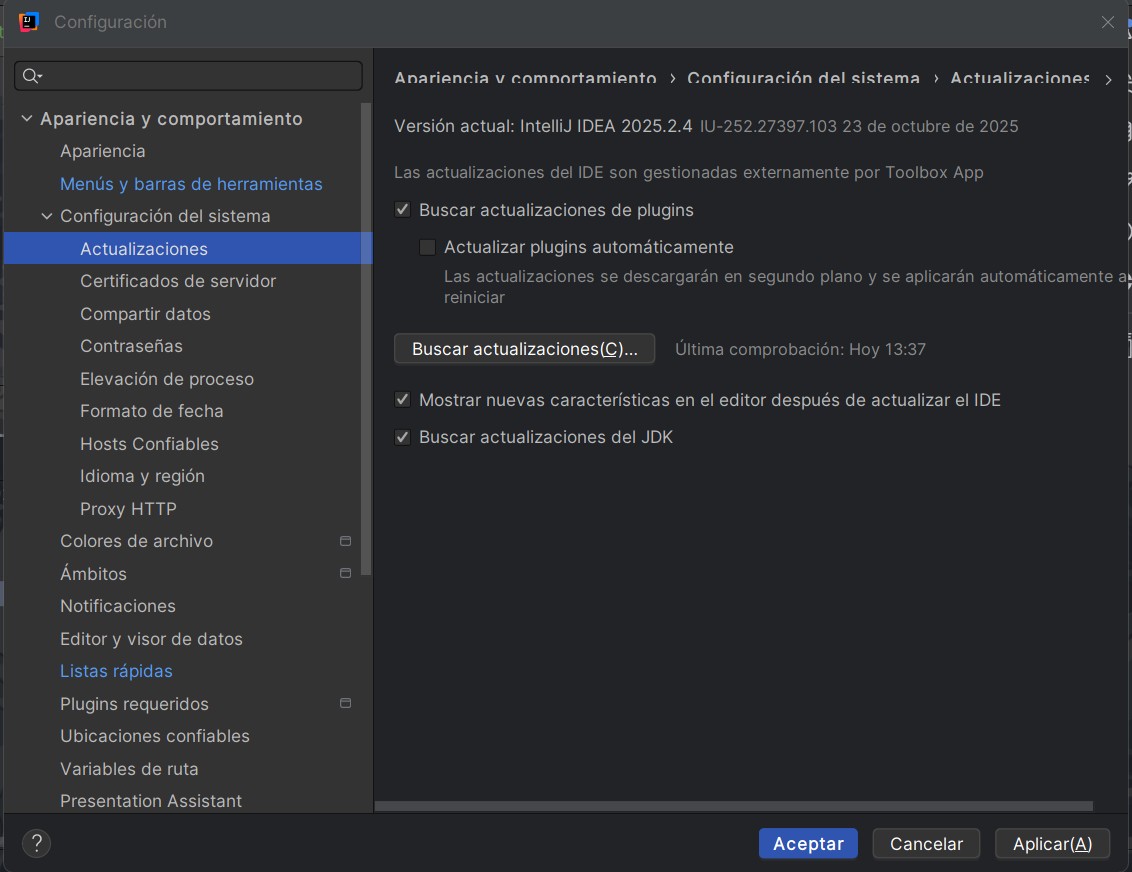 Configuración
Apariencia y comportamiento
Apariencia
Menús y barras de herramientas
Configuración del sistema
Actualizaciones
Certificados de servidor
Compartir datos
Contraseñas
Elevación de proceso
Formato de fecha
Hosts Confiables
Idioma y región
Proxy HTTP
Colores de archivo
Ámbitos
Notificaciones
Editor y visor de datos
Listas rápidas
Plugins requeridos
Ubicaciones confiables
Variables de ruta
Presentation Assistant
Apariencia y comportamiento › Configuración del sistema › Actualizaciones ›
Versión actual: IntelliJ IDEA 2025.2.4 IU-252.27397.103 23 de octubre de 2025
Las actualizaciones del IDE son gestionadas externamente por Toolbox App
Buscar actualizaciones de plugins
Actualizar plugins automáticamente
Las actualizaciones se descargarán en segundo plano y se aplicarán automáticamente a
reiniciar
Buscar actualizaciones(C)... Última comprobación: Hoy 13:37
Mostrar nuevas características en el editor después de actualizar el IDE
Buscar actualizaciones del JDK
? Aceptar Cancelar Aplicar(A)